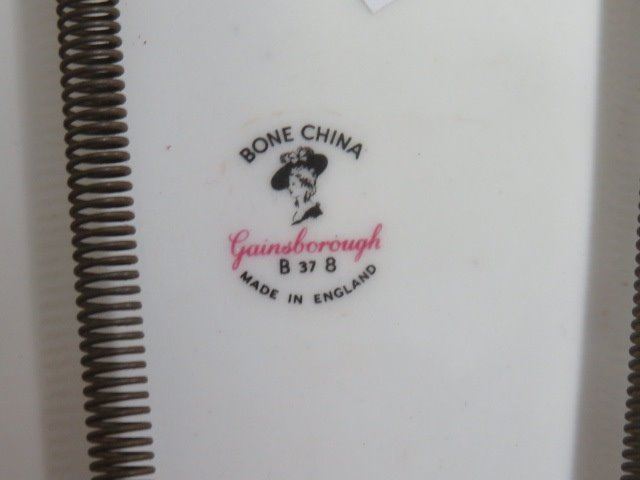 BONE CHINA
Gainsborough
B 37 8
MADE IN ENGLAND